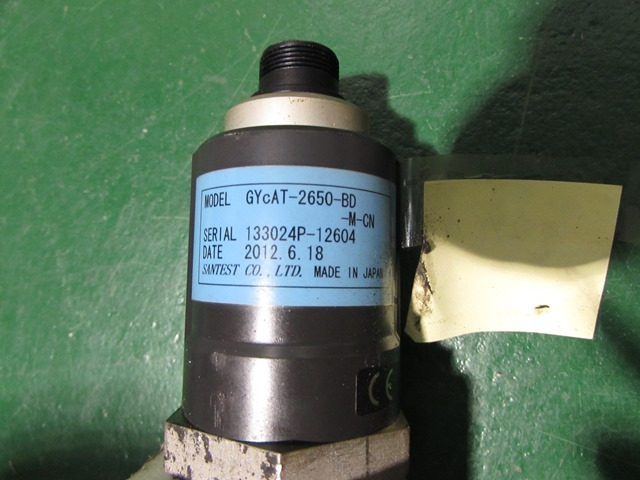 MODEL GYcAT-2650-BD
-M-CN
SERIAL 133024P-12604
DATE 2012.6.18
SANTEST CO., LTD. MADE IN JAPAN
CE